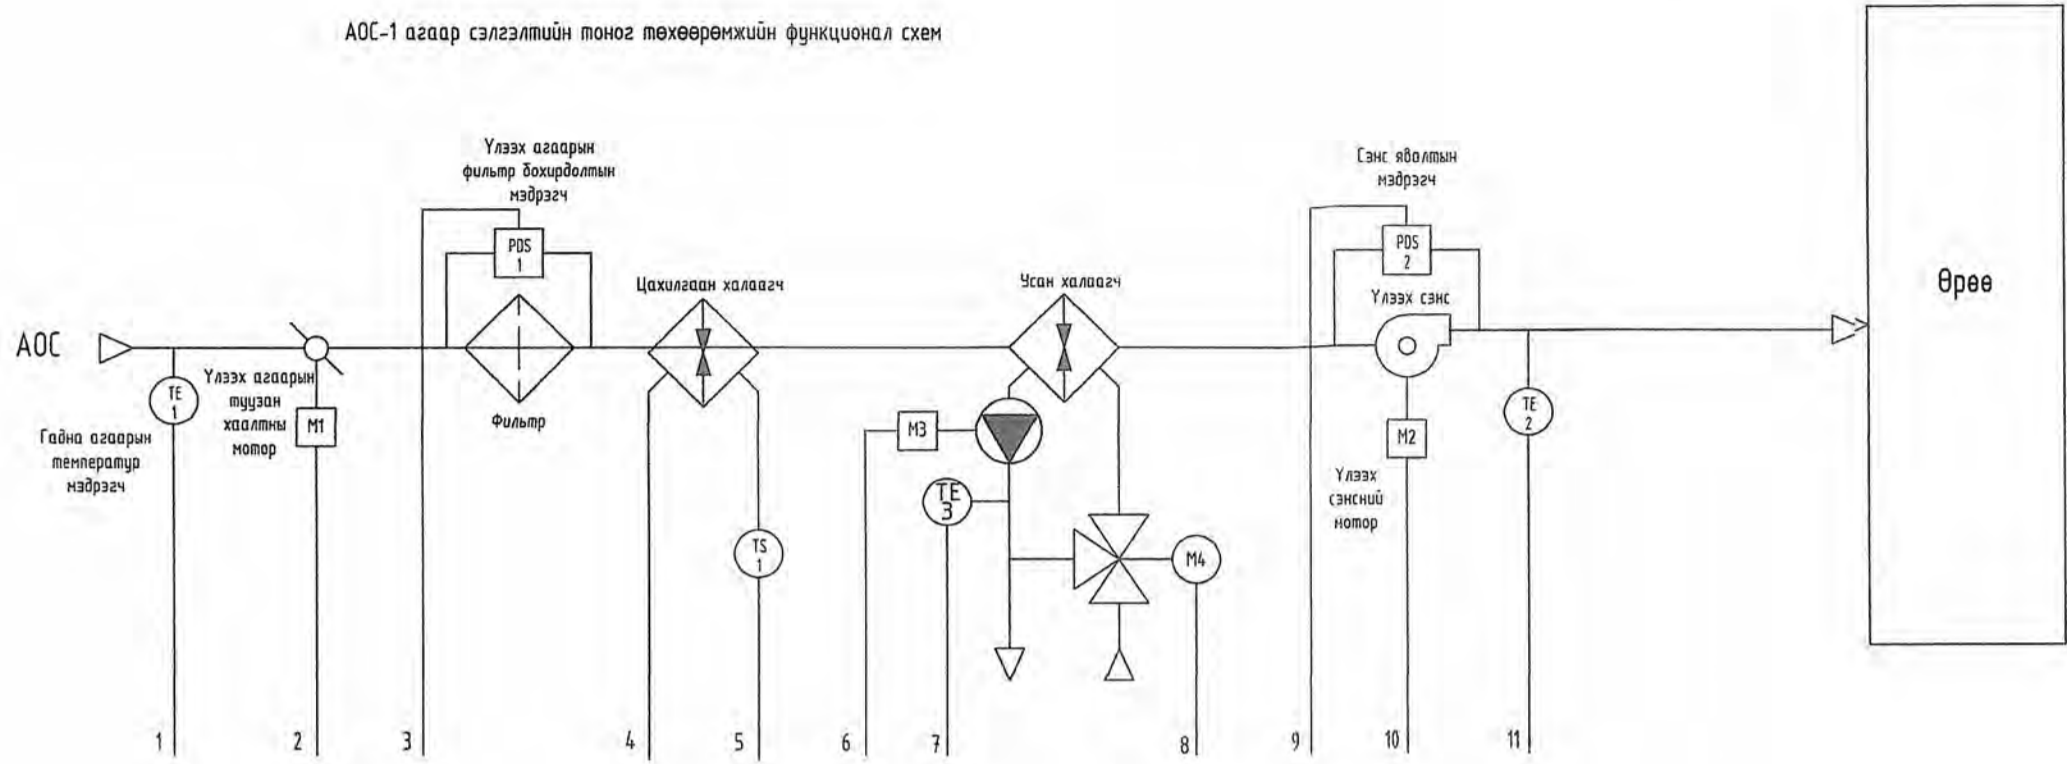 АОС-1 агаар сэлгэлтийн тоног төхөөрөмжийн функционал схем
Үлээх агаарын
фильтр бохирдолтын
мэдрэгч
PDS
1
Сэнс явалтын
мэдрэгч
PDS
2
Цахилгаан халаагч
Усан халаагч
Үлээх сэнс
Өрөө
АОС
TE
1
Гадна агаарын
температур
мэдрэгч
Үлээх агаарын
туузан
хаалтны
мотор
M1
Фильтр
M3
TE
3
TS
1
M4
M2
Үлээх
сэнсний
мотор
TE
2
1 2 3 4 5 6 7 8 9 10 11